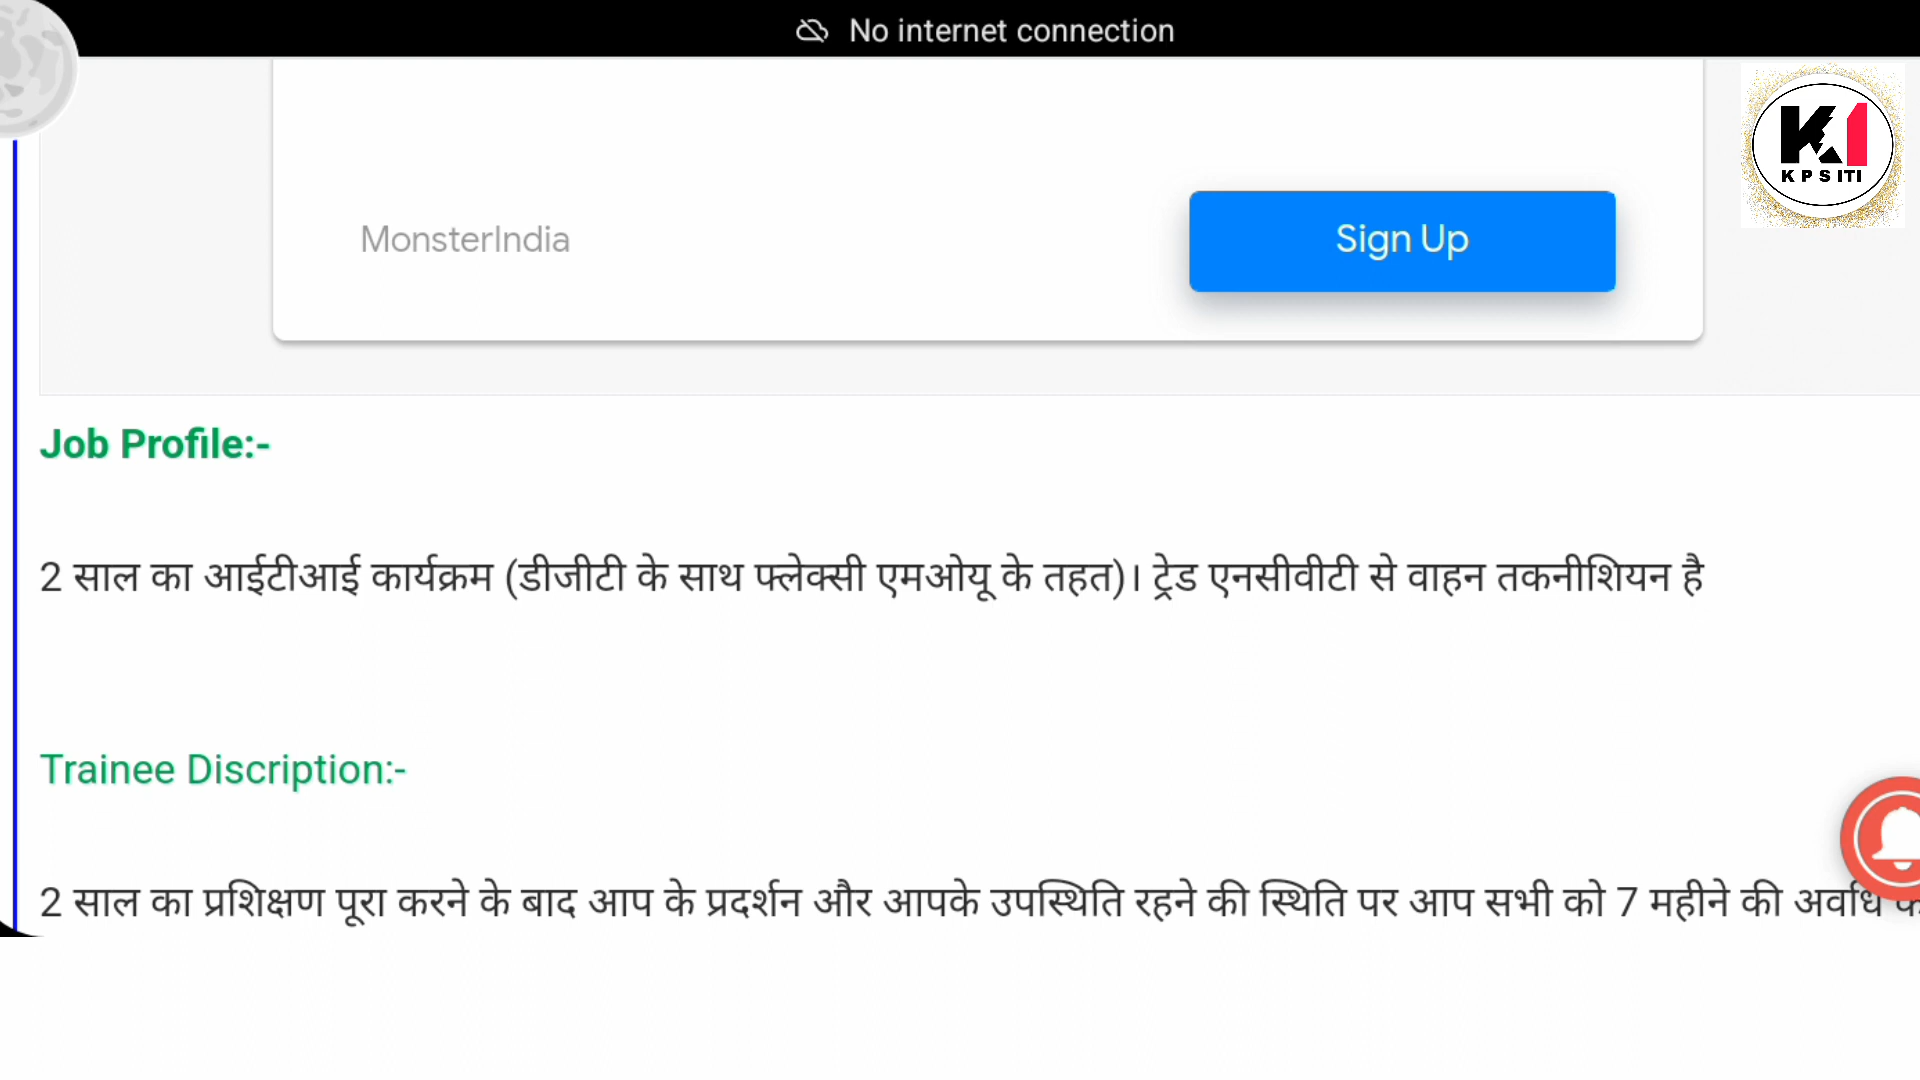 No internet connection
K1
K P S ITI
MonsterIndia
Sign Up
Job Profile:-
2 साल का आईटीआई कार्यक्रम (डीजीटी के साथ फ्लेक्सी एमओयू के तहत)। ट्रेड एनसीवीटी से वाहन तकनीशियन है
Trainee Discription:-
2 साल का प्रशिक्षण पूरा करने के बाद आप के प्रदर्शन और आपके उपस्थिति रहने की स्थिति पर आप सभी को 7 महीने की अवधि